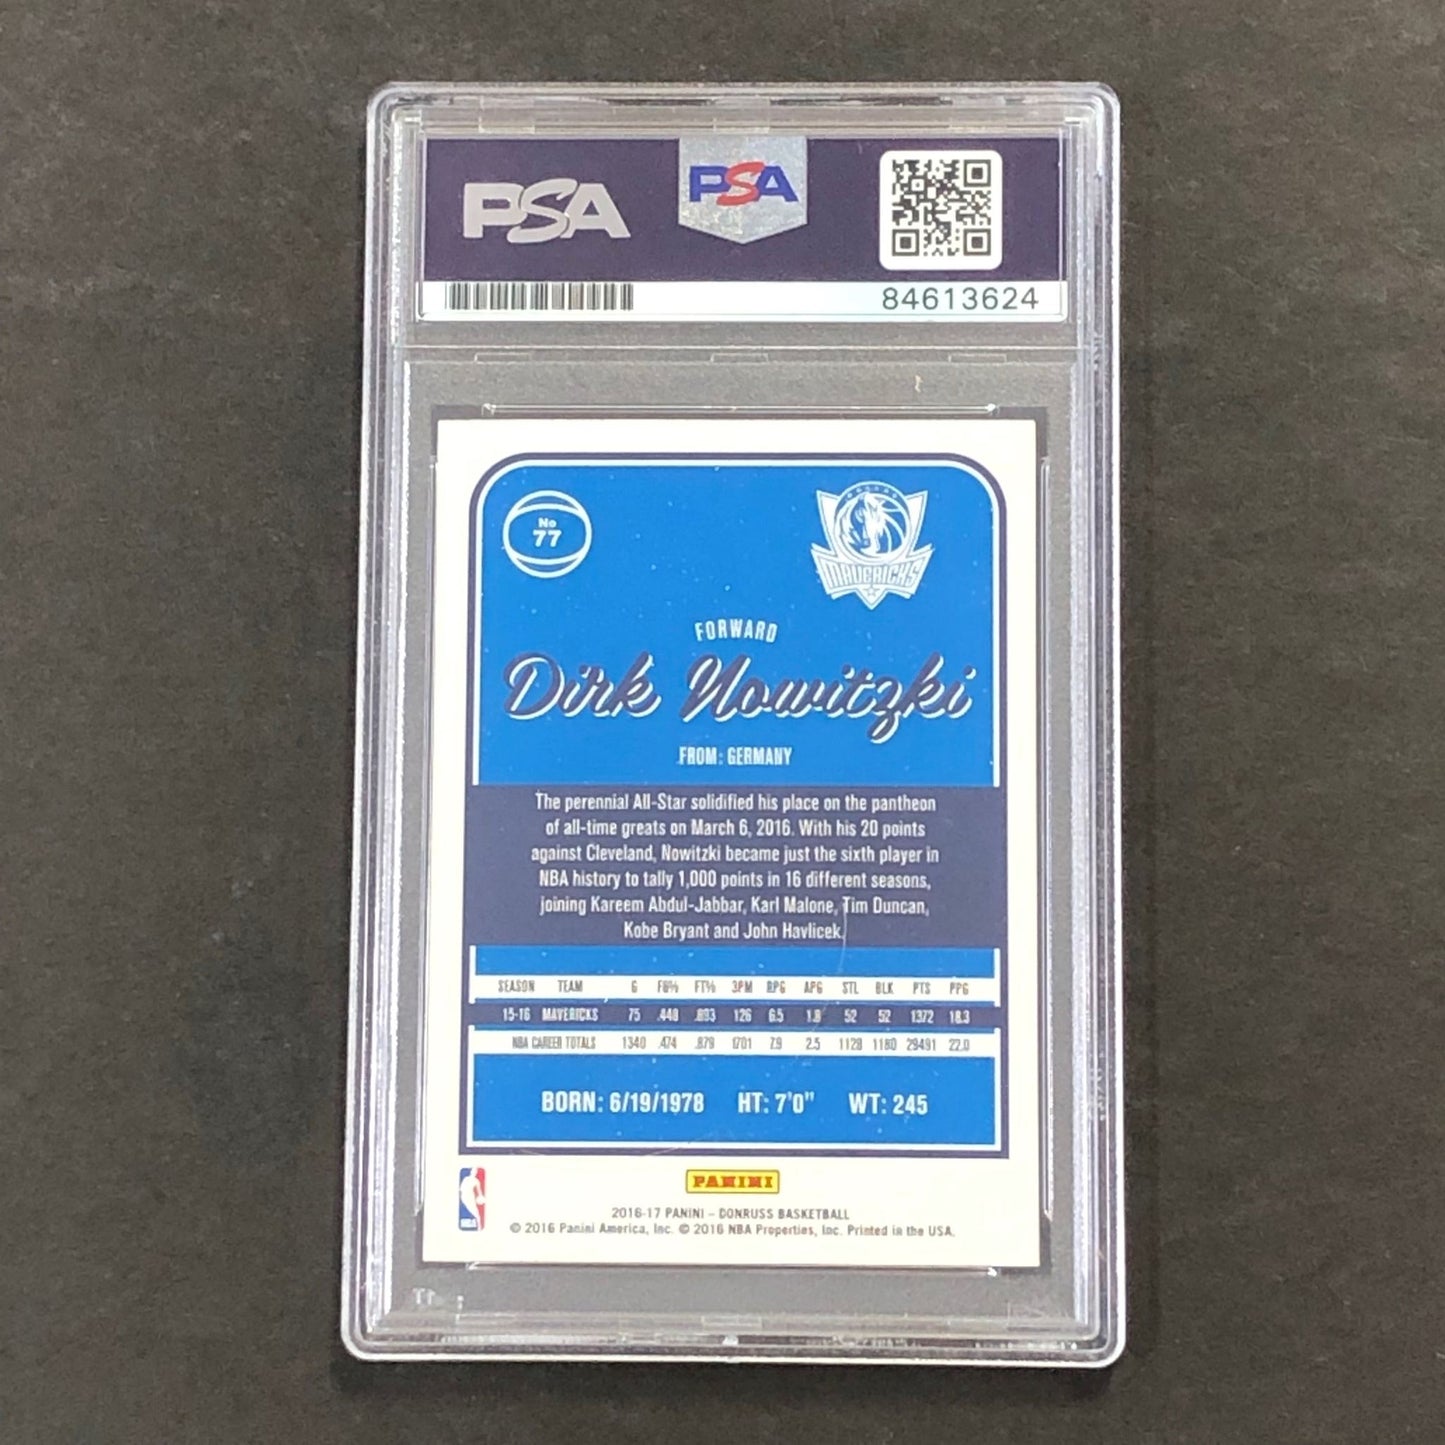 PSA
PSA
84613624
No
77
DALLAS
MAVERICKS
FORWARD
Dirk Nowitzki
FROM: GERMANY
The perennial All-Star solidified his place on the pantheon
of all-time greats on March 6, 2016. With his 20 points
against Cleveland, Nowitzki became just the sixth player in
NBA history to tally 1,000 points in 16 different seasons,
joining Kareem Abdul-Jabbar, Karl Malone, Tim Duncan,
Kobe Bryant and John Havlicek.
SEASON TEAM G FG% FT% 3PM RPG APG STL BLK PTS PPG
15-16 MAVERICKS 75 .448 .893 126 6.5 1.8 52 52 1372 18.3
NBA CAREER TOTALS 1340 .474 .879 1701 7.9 2.5 1128 1180 29491 22.0
BORN: 6/19/1978 HT: 7'0" WT: 245
PANINI
NBA
2016-17 PANINI – DONRUSS BASKETBALL
© 2016 Panini America, Inc. © 2016 NBA Properties, Inc. Printed in the USA.